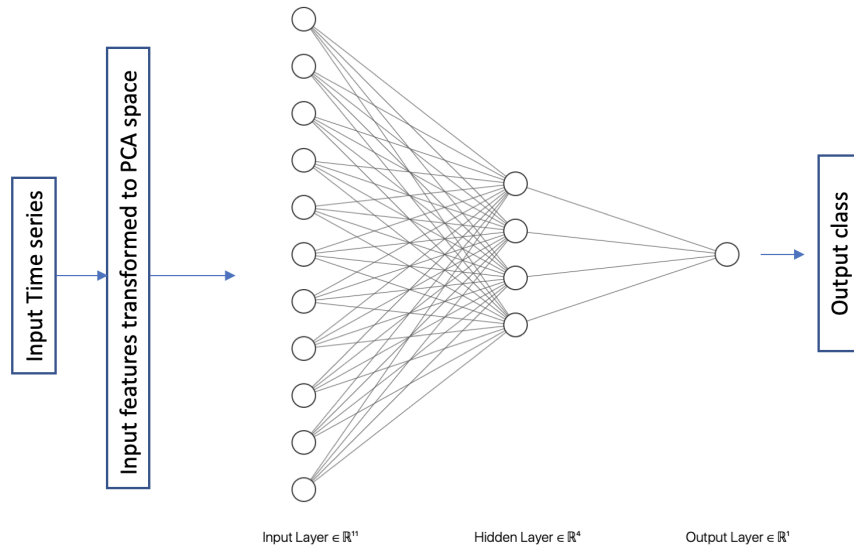 Input Time series
Input features transformed to PCA space
Output class
Input Layer ∈ ℝ¹¹
Hidden Layer ∈ ℝ⁴
Output Layer ∈ ℝ¹